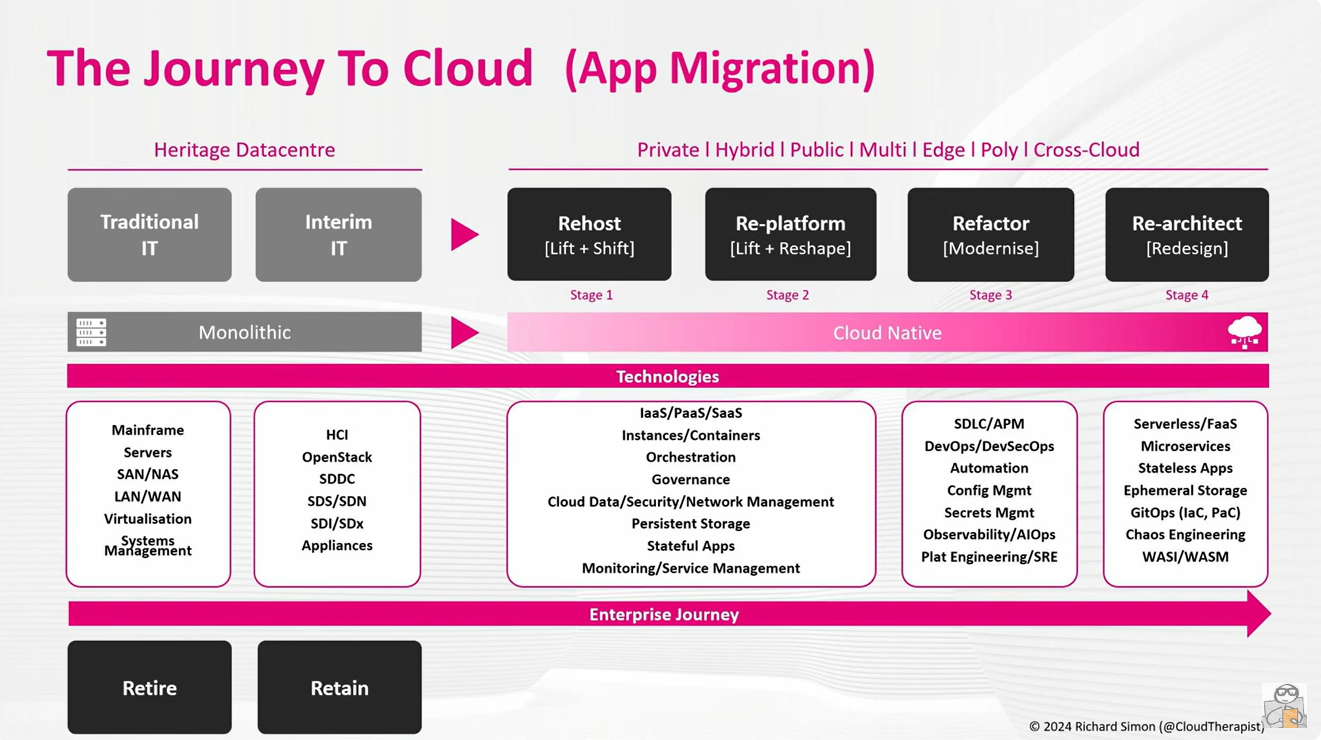 The Journey To Cloud (App Migration)
Heritage Datacentre
Private | Hybrid | Public | Multi | Edge | Poly | Cross-Cloud
Traditional
IT
Interim
IT
Rehost
[Lift + Shift]
Re-platform
[Lift + Reshape]
Refactor
[Modernise]
Re-architect
[Redesign]
Stage 1
Stage 2
Stage 3
Stage 4
Monolithic
Cloud Native
Technologies
Mainframe
Servers
SAN/NAS
LAN/WAN
Virtualisation
Systems
Management
HCI
OpenStack
SDDC
SDS/SDN
SDI/SDx
Appliances
IaaS/PaaS/SaaS
Instances/Containers
Orchestration
Governance
Cloud Data/Security/Network Management
Persistent Storage
Stateful Apps
Monitoring/Service Management
SDLC/APM
DevOps/DevSecOps
Automation
Config Mgmt
Secrets Mgmt
Observability/AIOps
Plat Engineering/SRE
Serverless/FaaS
Microservices
Stateless Apps
Ephemeral Storage
GitOps (IaC, PaC)
Chaos Engineering
WASI/WASM
Enterprise Journey
Retire
Retain
© 2024 Richard Simon (@CloudTherapist)